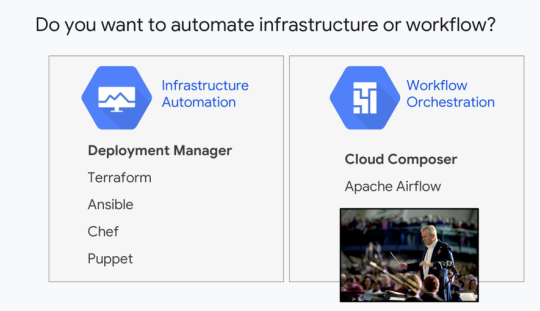 Do you want to automate infrastructure or workflow?
Infrastructure
Automation
Deployment Manager
Terraform
Ansible
Chef
Puppet
Workflow
Orchestration
Cloud Composer
Apache Airflow